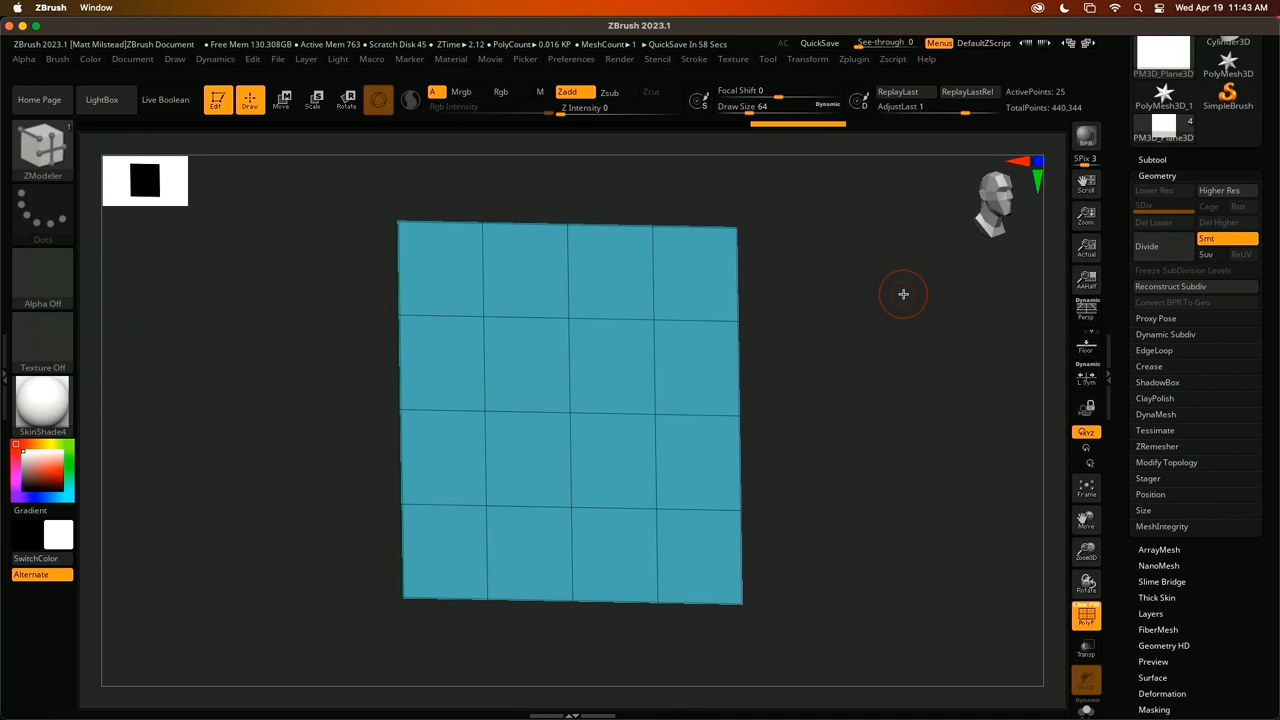 ZBrush Window Wed Apr 19 11:43 AM
ZBrush 2023.1
ZBrush 2023.1 [Matt Milstead]ZBrush Document • Free Mem 130.308GB • Active Mem 763 • Scratch Disk 45 • ZTime▸2.12 • PolyCount▸0.016 KP • MeshCount▸1 • QuickSave In 58 Secs AC QuickSave See-through 0 Menus DefaultZScript
Alpha Brush Color Document Draw Dynamics Edit File Layer Light Macro Marker Material Movie Picker Preferences Render Stencil Stroke Texture Tool Transform Zplugin Zscript Help
Home Page LightBox Live Boolean Edit Draw Move Scale Rotate
A Mrgb Rgb M Zadd Zsub Zcut
Rgb Intensity Z Intensity 0
S Focal Shift 0
Draw Size 64 Dynamic
D ReplayLast ReplayLastRel
AdjustLast 1
ActivePoints: 25
TotalPoints: 440,344
1
ZModeler
Dots
Alpha Off
Texture Off
SkinShade4
Gradient
SwitchColor
Alternate
BPR
SPix 3
Scroll
Zoom
Actual
AAHalf
Dynamic
Persp
Floor
Dynamic
L.Sym
XYZ
Frame
Move
Zoom3D
Rotate
Line Fill
PolyF
Transp
Dynamic
PM3D_Plane3D
Cylinder3D
PolyMesh3D
PolyMesh3D_1
SimpleBrush
4
PM3D_Plane3D
Subtool
Geometry
Lower Res Higher Res
SDiv Cage Rstr
Del Lower Del Higher
Divide Smt
Suv ReUV
Freeze SubDivision Levels
Reconstruct Subdiv
Convert BPR To Geo
Proxy Pose
Dynamic Subdiv
EdgeLoop
Crease
ShadowBox
ClayPolish
DynaMesh
Tessimate
ZRemesher
Modify Topology
Stager
Position
Size
MeshIntegrity
ArrayMesh
NanoMesh
Slime Bridge
Thick Skin
Layers
FiberMesh
Geometry HD
Preview
Surface
Deformation
Masking